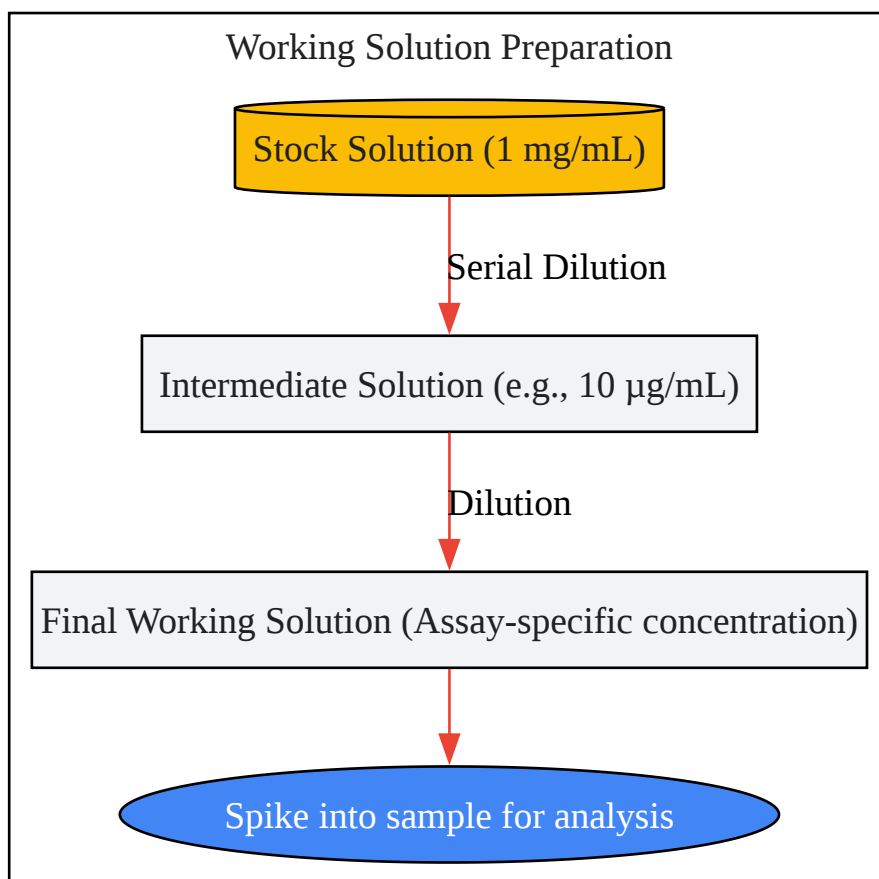 Working Solution Preparation
Stock Solution (1 mg/mL)
Serial Dilution
Intermediate Solution (e.g., 10 µg/mL)
Dilution
Final Working Solution (Assay-specific concentration)
Spike into sample for analysis